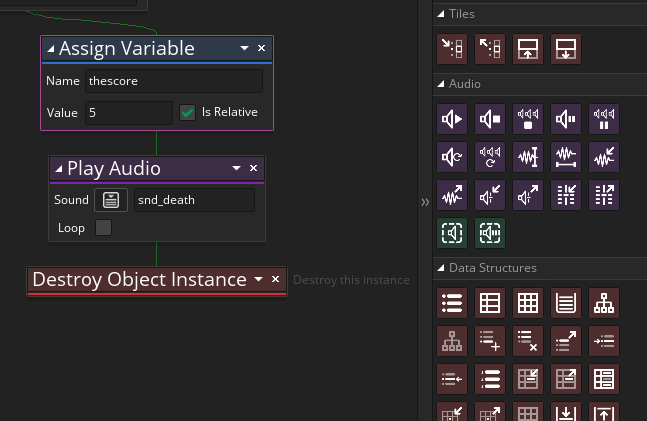 Tiles
Assign Variable
Name thescore
Value 5 Is Relative
Audio
Play Audio
Sound snd_death
Loop
Destroy Object Instance Destroy this instance
Data Structures